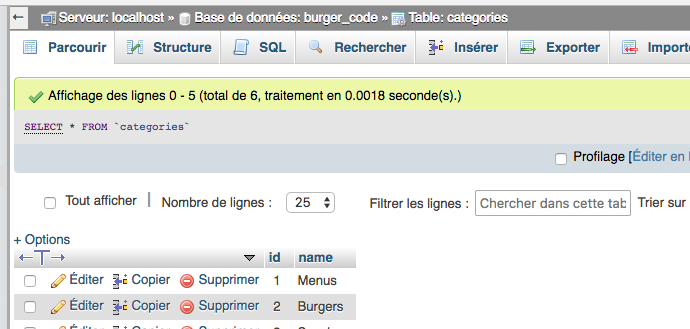 ← Serveur: localhost » Base de données: burger_code » Table: categories
Parcourir Structure SQL Rechercher Insérer Exporter Importe
Affichage des lignes 0 - 5 (total de 6, traitement en 0.0018 seconde(s).)
SELECT * FROM `categories`
Profilage [Éditer en l
Tout afficher | Nombre de lignes : 25 Filtrer les lignes : Chercher dans cette tab Trier sur
+ Options
←T→ id name
Éditer Copier Supprimer 1 Menus
Éditer Copier Supprimer 2 Burgers